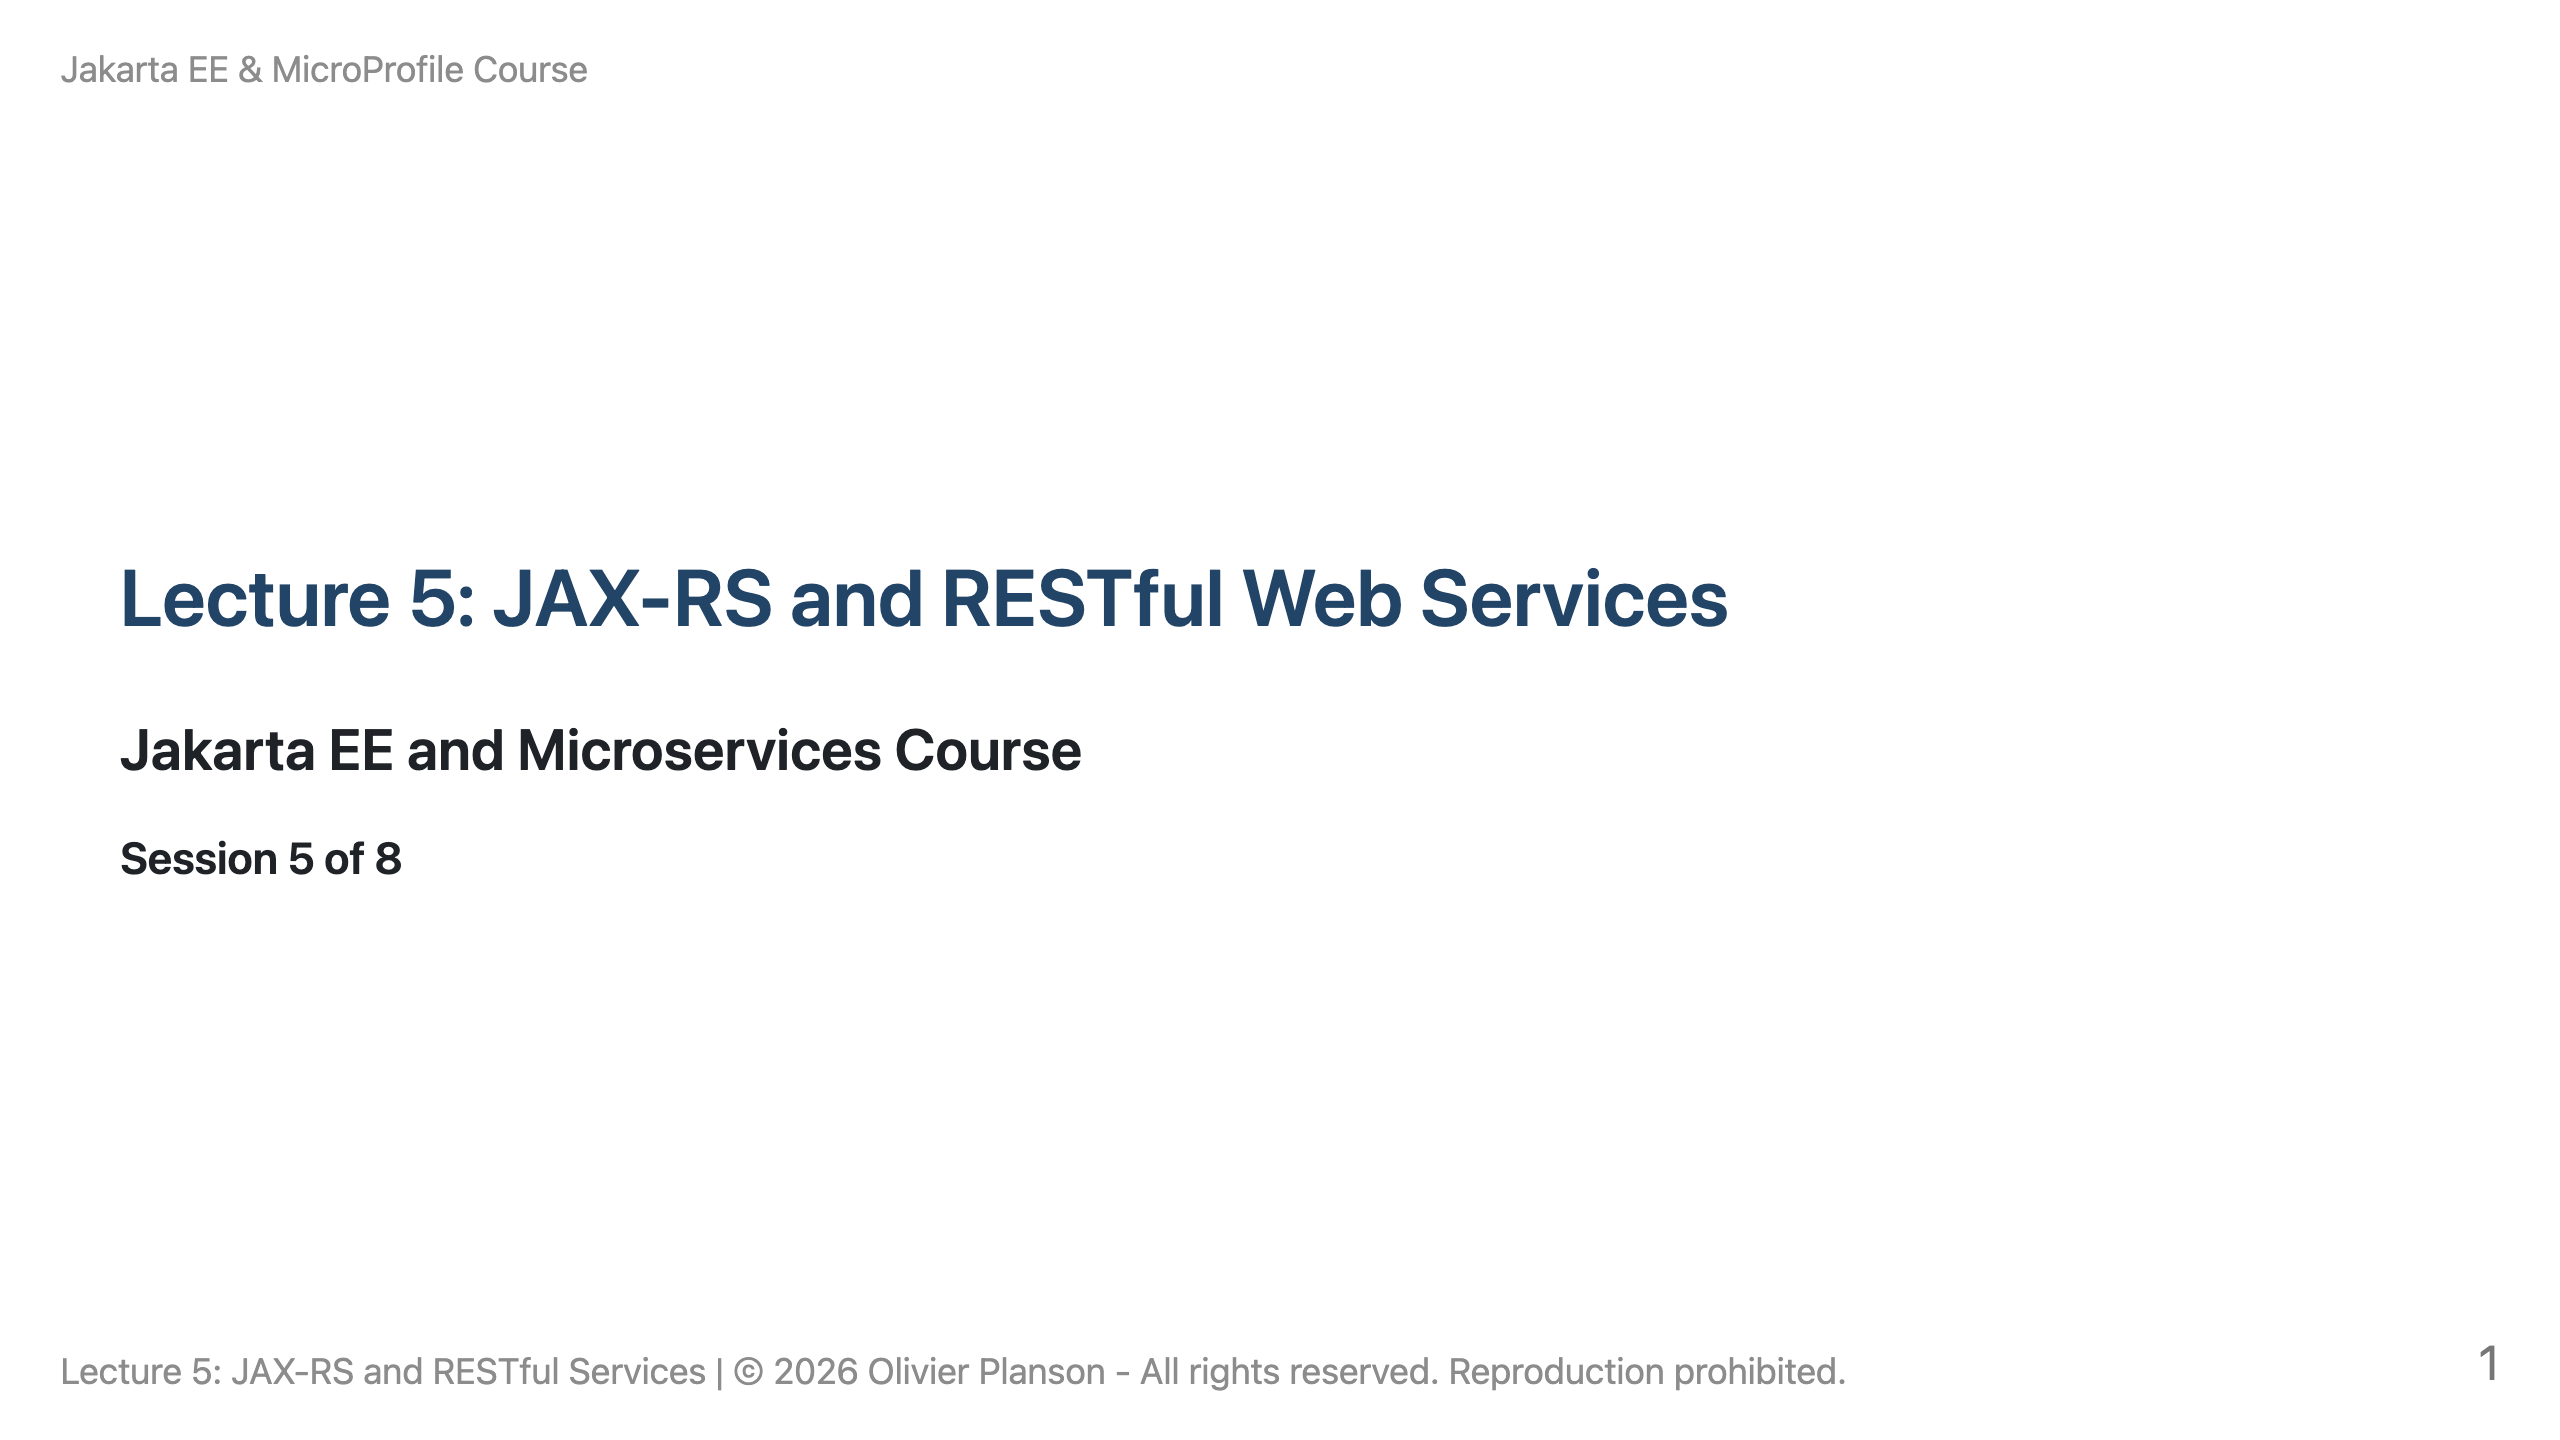 Jakarta EE & MicroProfile Course
Lecture 5: JAX-RS and RESTful Web Services
Jakarta EE and Microservices Course
Session 5 of 8
Lecture 5: JAX-RS and RESTful Services | © 2026 Olivier Planson - All rights reserved. Reproduction prohibited.
1